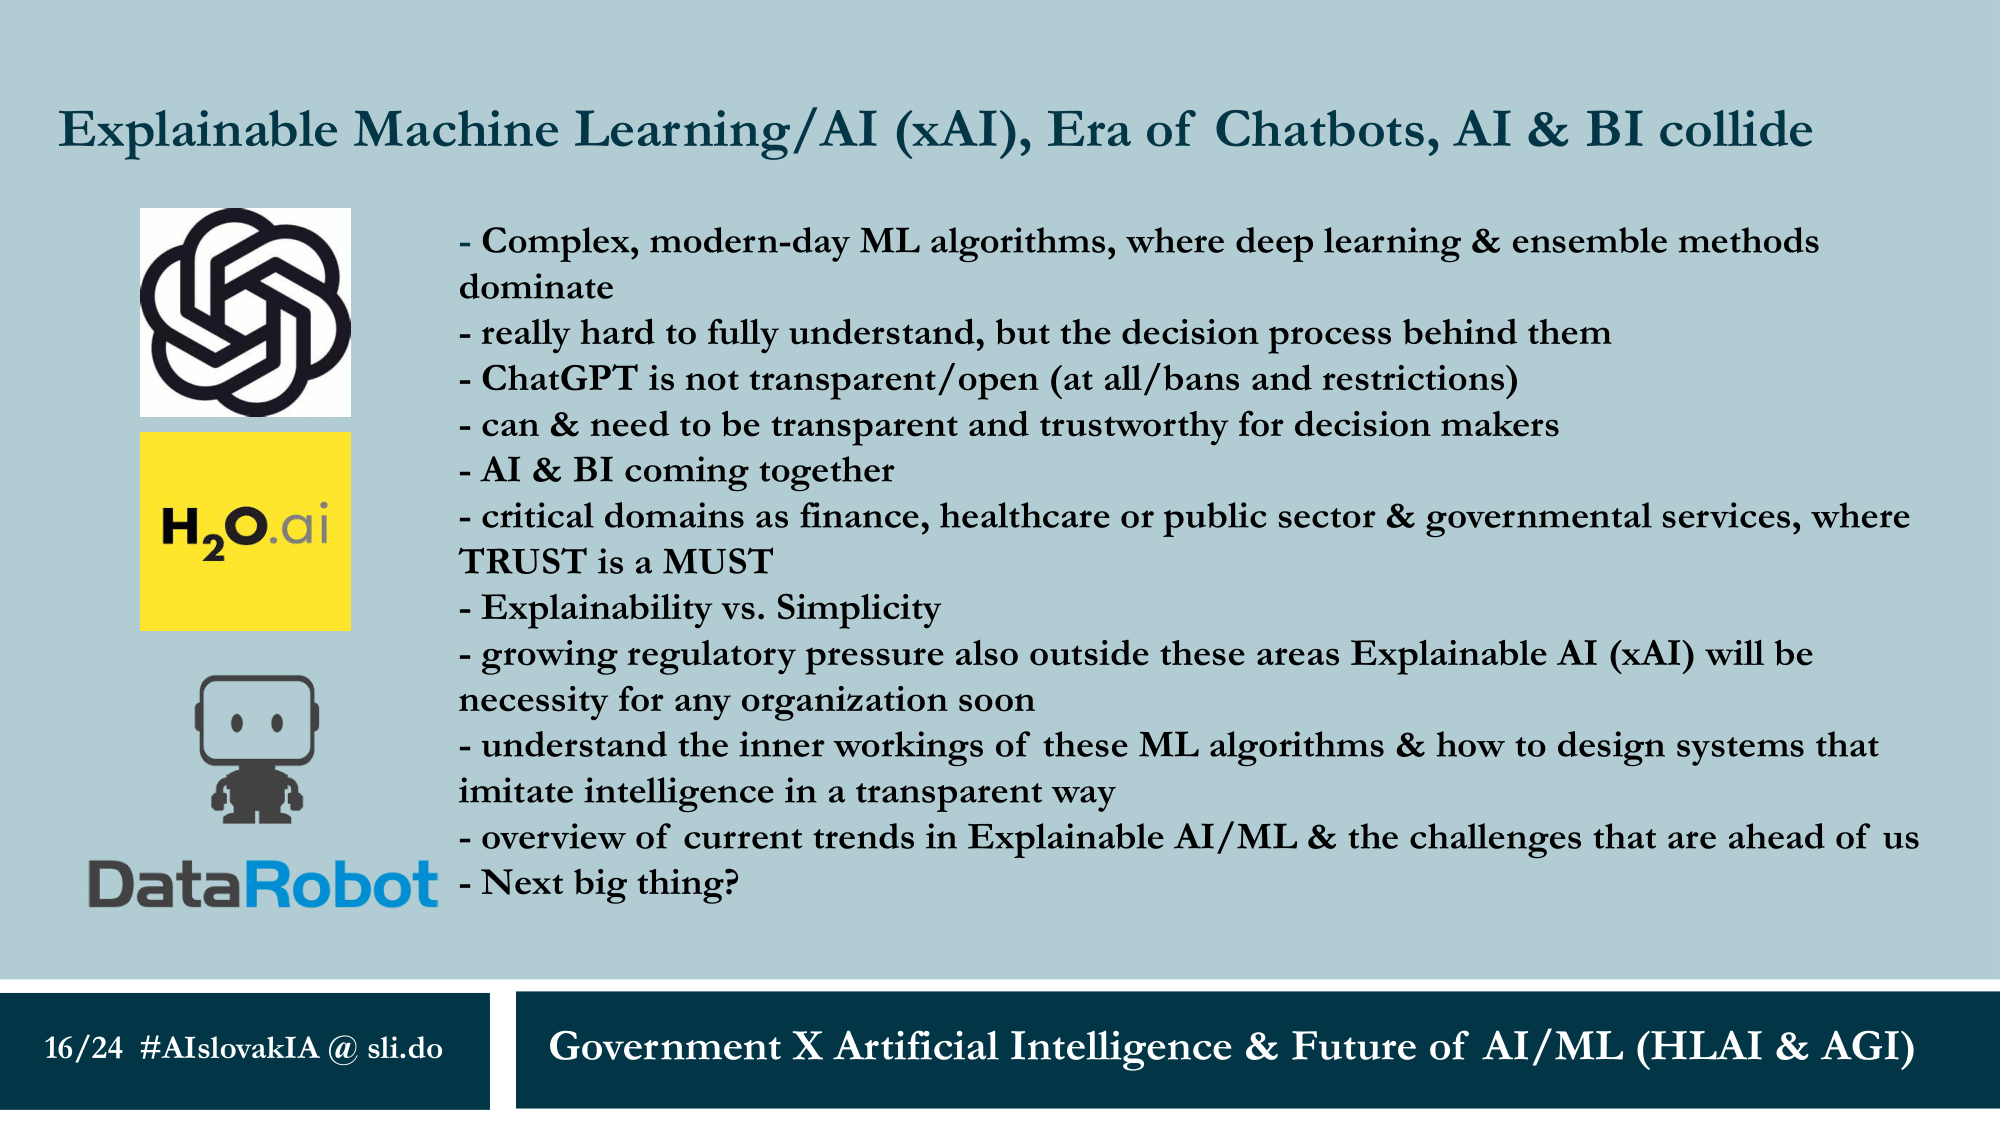 Explainable Machine Learning/AI (xAI), Era of Chatbots, AI & BI collide
- Complex, modern-day ML algorithms, where deep learning & ensemble methods
dominate
- really hard to fully understand, but the decision process behind them
- ChatGPT is not transparent/open (at all/bans and restrictions)
- can & need to be transparent and trustworthy for decision makers
- AI & BI coming together
- critical domains as finance, healthcare or public sector & governmental services, where
TRUST is a MUST
- Explainability vs. Simplicity
- growing regulatory pressure also outside these areas Explainable AI (xAI) will be
necessity for any organization soon
- understand the inner workings of these ML algorithms & how to design systems that
imitate intelligence in a transparent way
- overview of current trends in Explainable AI/ML & the challenges that are ahead of us
- Next big thing?
H2O.ai
DataRobot
16/24 #AIslovakIA @ sli.do
Government X Artificial Intelligence & Future of AI/ML (HLAI & AGI)